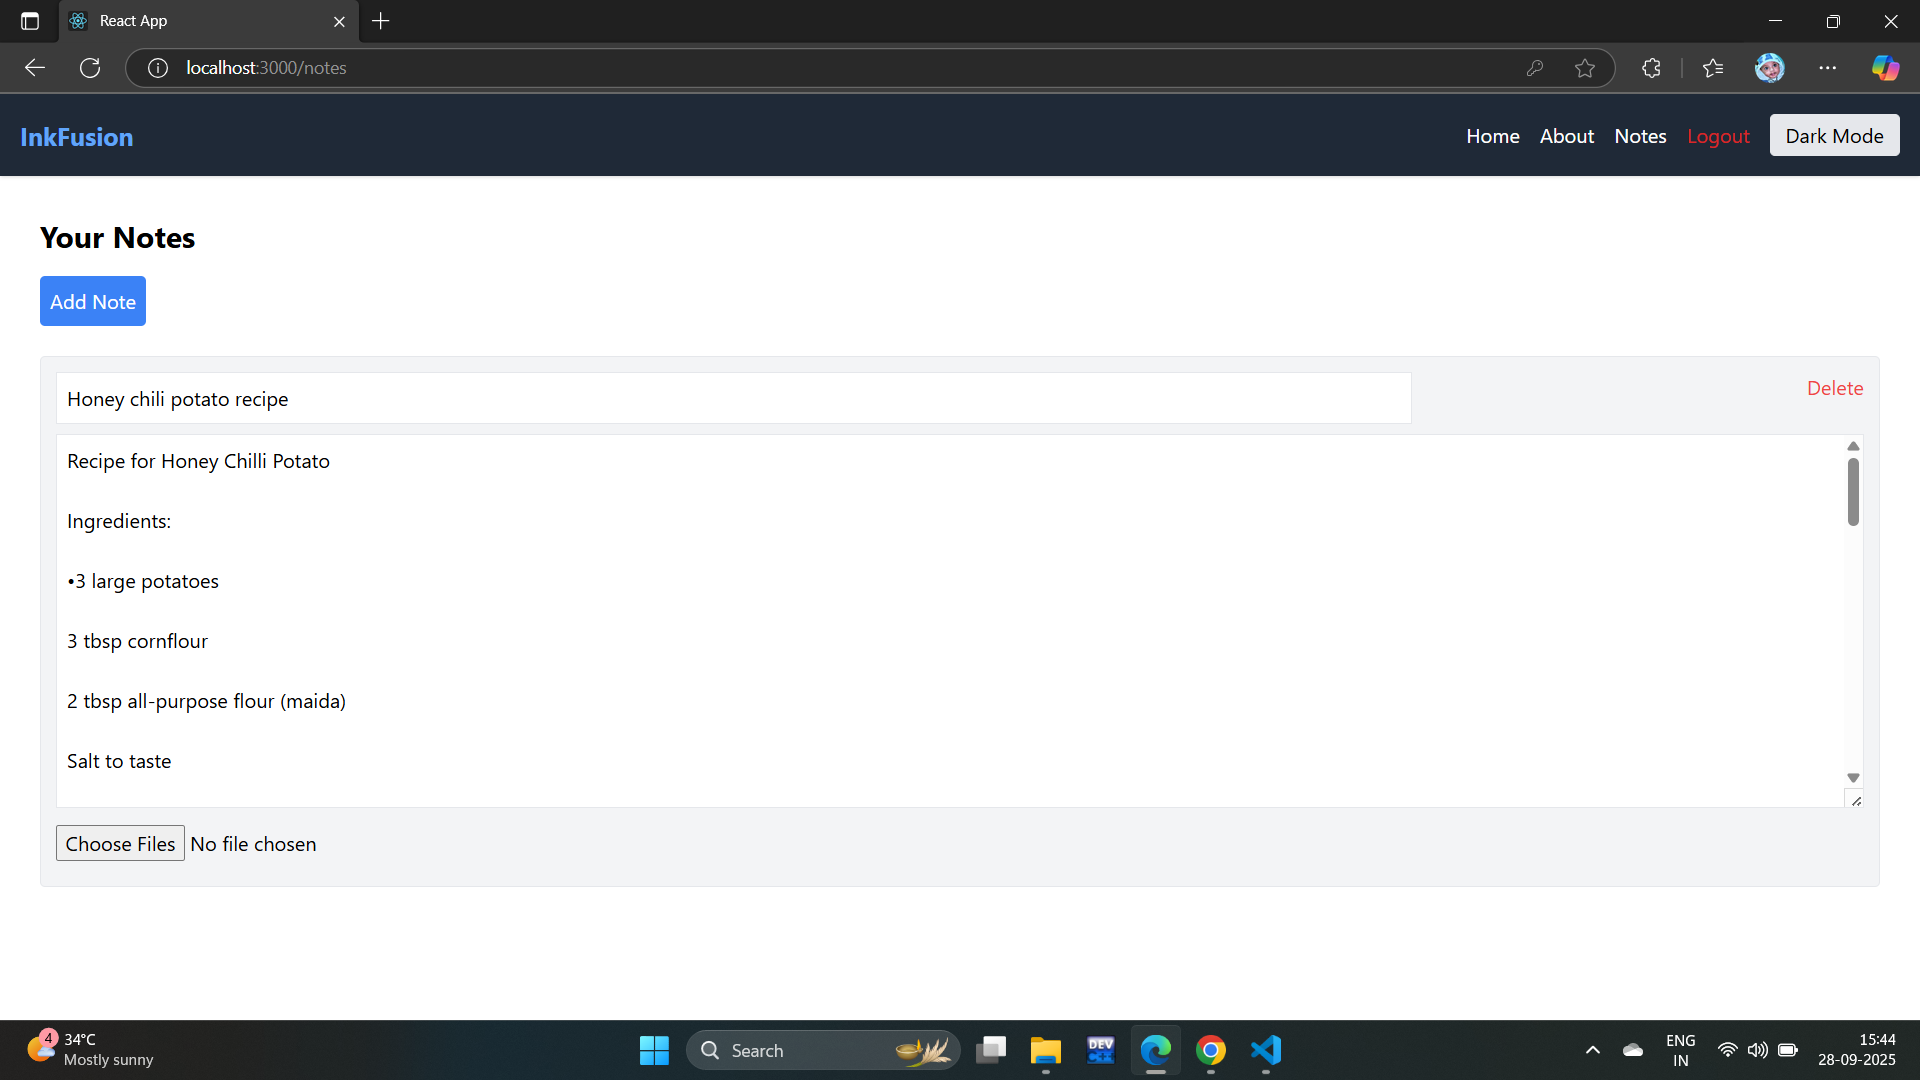 React App
localhost:3000/notes
InkFusion
Home About Notes Logout Dark Mode
Your Notes
Add Note
Honey chili potato recipe
Delete
Recipe for Honey Chilli Potato
Ingredients:
•3 large potatoes
3 tbsp cornflour
2 tbsp all-purpose flour (maida)
Salt to taste
Choose Files No file chosen
4
34°C
Mostly sunny
Search
DEV
C++
ENG
IN
15:44
28-09-2025